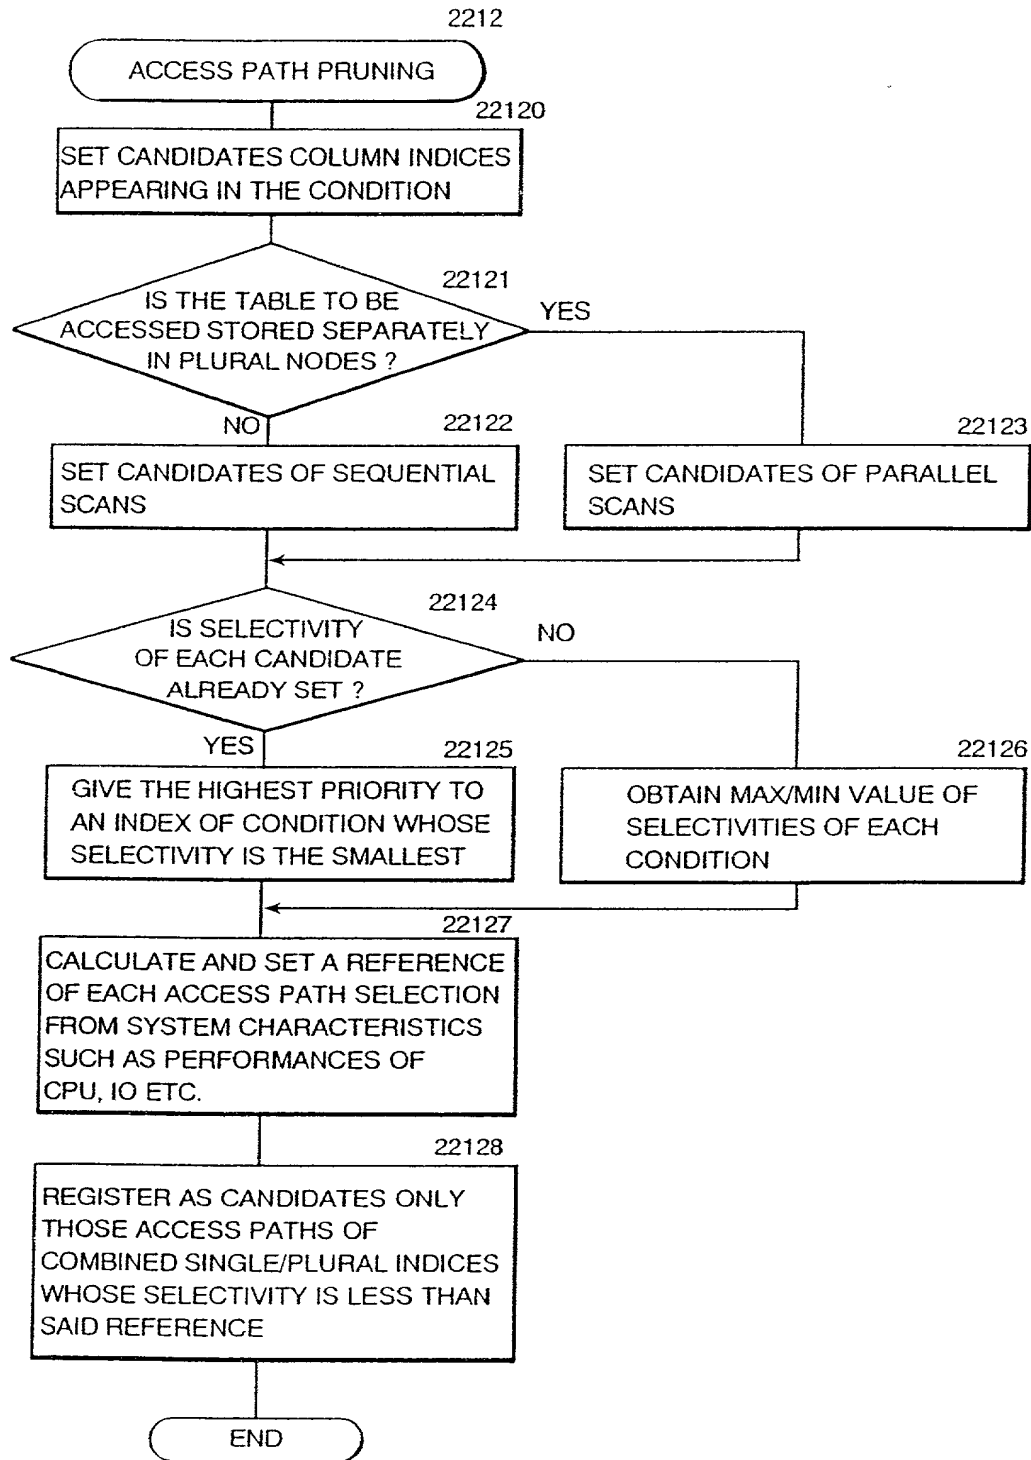 2212
ACCESS PATH PRUNING
22120
SET CANDIDATES COLUMN INDICES
APPEARING IN THE CONDITION
22121
IS THE TABLE TO BE
ACCESSED STORED SEPARATELY
IN PLURAL NODES ?
YES
NO
22122
SET CANDIDATES OF SEQUENTIAL
SCANS
22123
SET CANDIDATES OF PARALLEL
SCANS
22124
IS SELECTIVITY
OF EACH CANDIDATE
ALREADY SET ?
NO
YES
22125
GIVE THE HIGHEST PRIORITY TO
AN INDEX OF CONDITION WHOSE
SELECTIVITY IS THE SMALLEST
22126
OBTAIN MAX/MIN VALUE OF
SELECTIVITIES OF EACH
CONDITION
22127
CALCULATE AND SET A REFERENCE
OF EACH ACCESS PATH SELECTION
FROM SYSTEM CHARACTERISTICS
SUCH AS PERFORMANCES OF
CPU, IO ETC.
22128
REGISTER AS CANDIDATES ONLY
THOSE ACCESS PATHS OF
COMBINED SINGLE/PLURAL INDICES
WHOSE SELECTIVITY IS LESS THAN
SAID REFERENCE
END